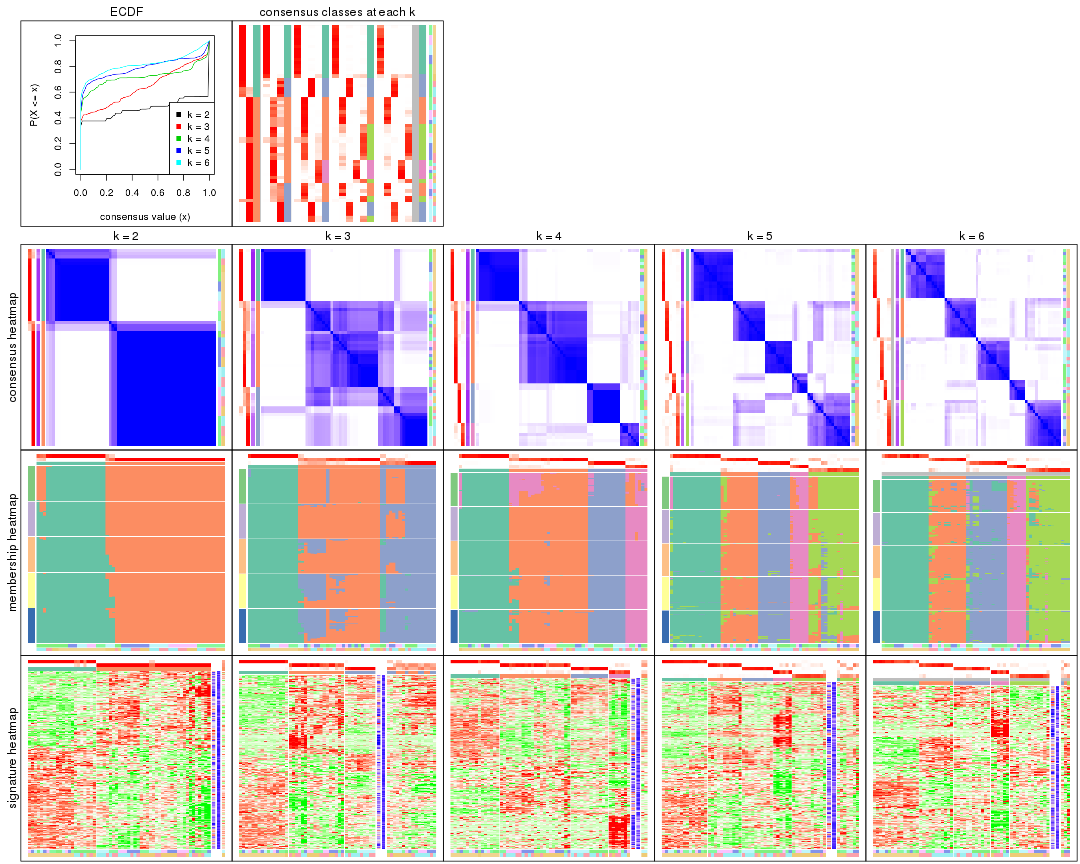 ECDF
consensus classes at each k
P(X <= x)
1.0
0.8
0.6
0.4
0.2
0.0
k = 2
k = 3
k = 4
k = 5
k = 6
0.0 0.2 0.4 0.6 0.8 1.0
consensus value (x)
k = 2 k = 3 k = 4 k = 5 k = 6
consensus heatmap
membership heatmap
signature heatmap